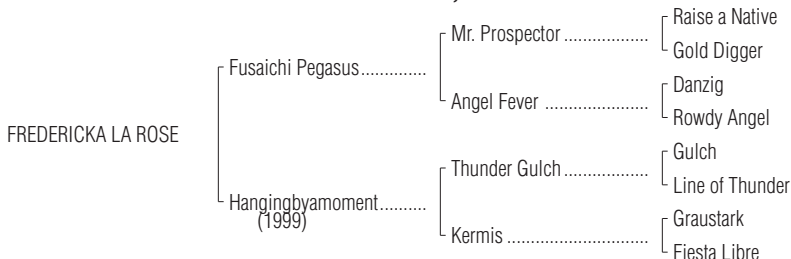 Raise a Native
Mr. Prospector ..................
Gold Digger
Fusaichi Pegasus..............
Danzig
Angel Fever ......................
Rowdy Angel
FREDERICKA LA ROSE
Gulch
Thunder Gulch ..................
Line of Thunder
Hangingbyamoment..........
(1999)
Graustark
Kermis ..............................
Fiesta Libre